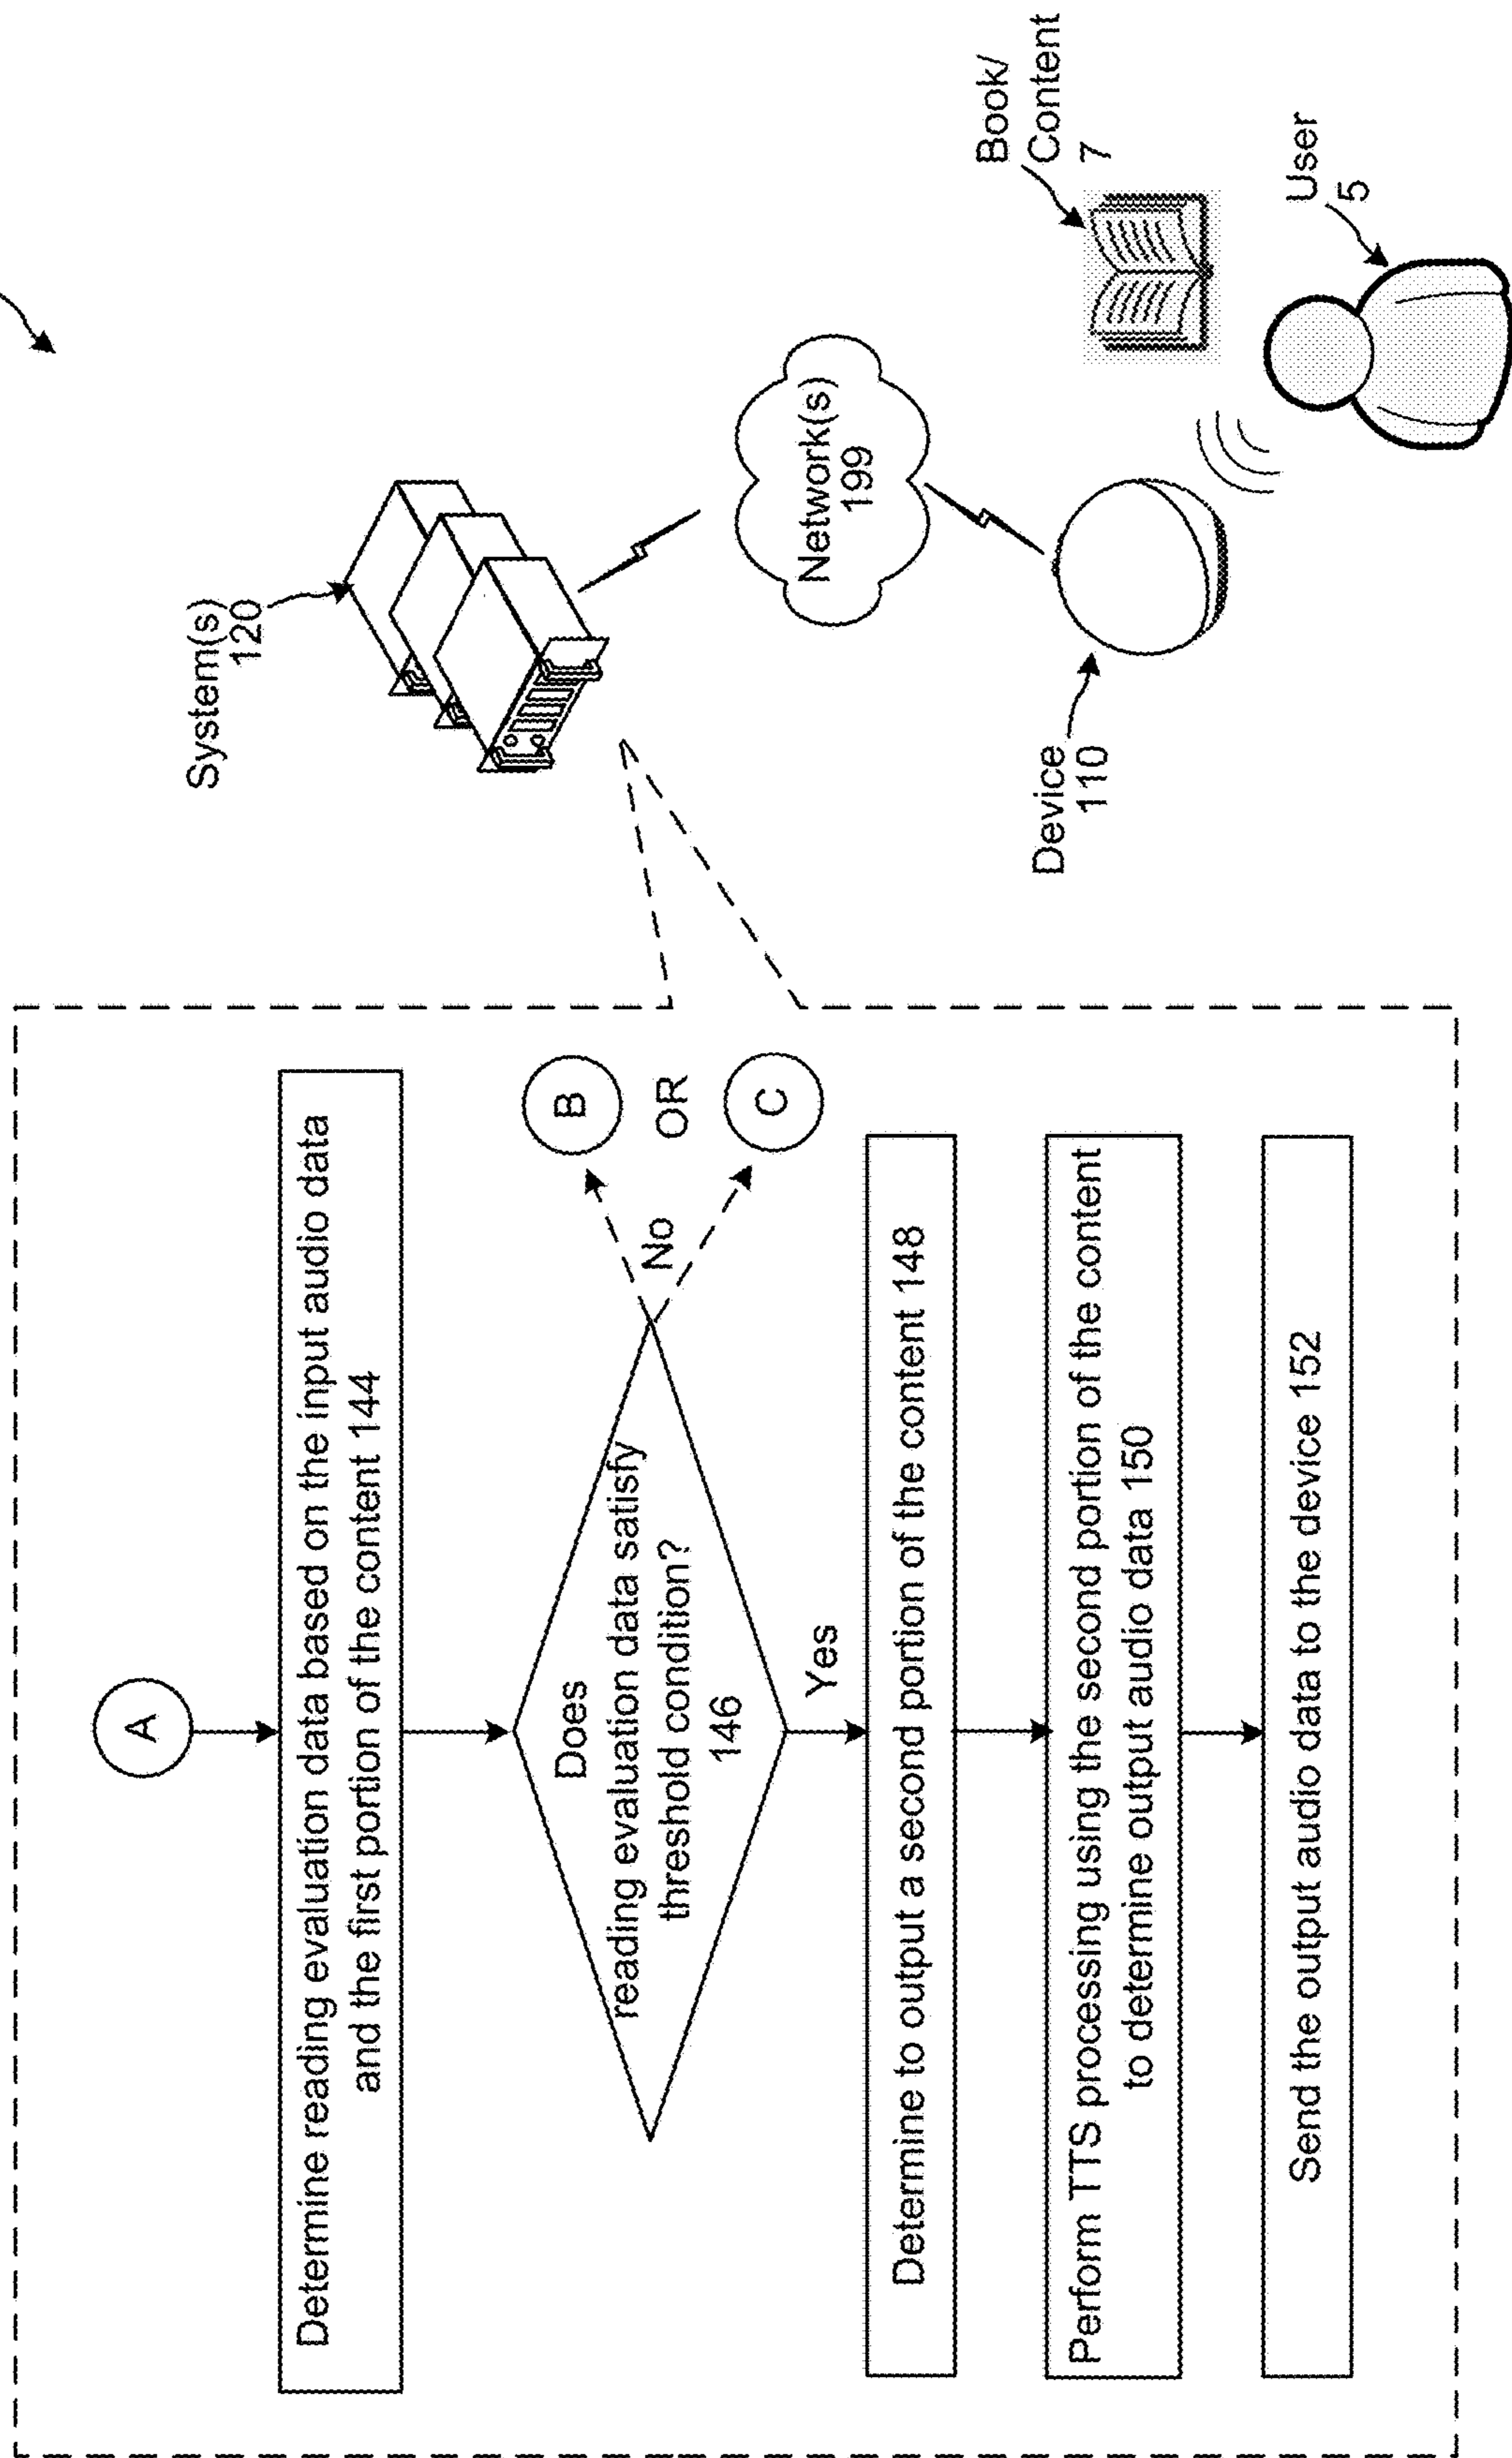 A
Determine reading evaluation data based on the input audio data
and the first portion of the content 144
Does
reading evaluation data satisfy
threshold condition?
146
No
B
OR
C
Yes
Determine to output a second portion of the content 148
Perform TTS processing using the second portion of the content
to determine output audio data 150
Send the output audio data to the device 152
System(s)
120
Network(s)
199
Device
110
Book/
Content
7
User
5